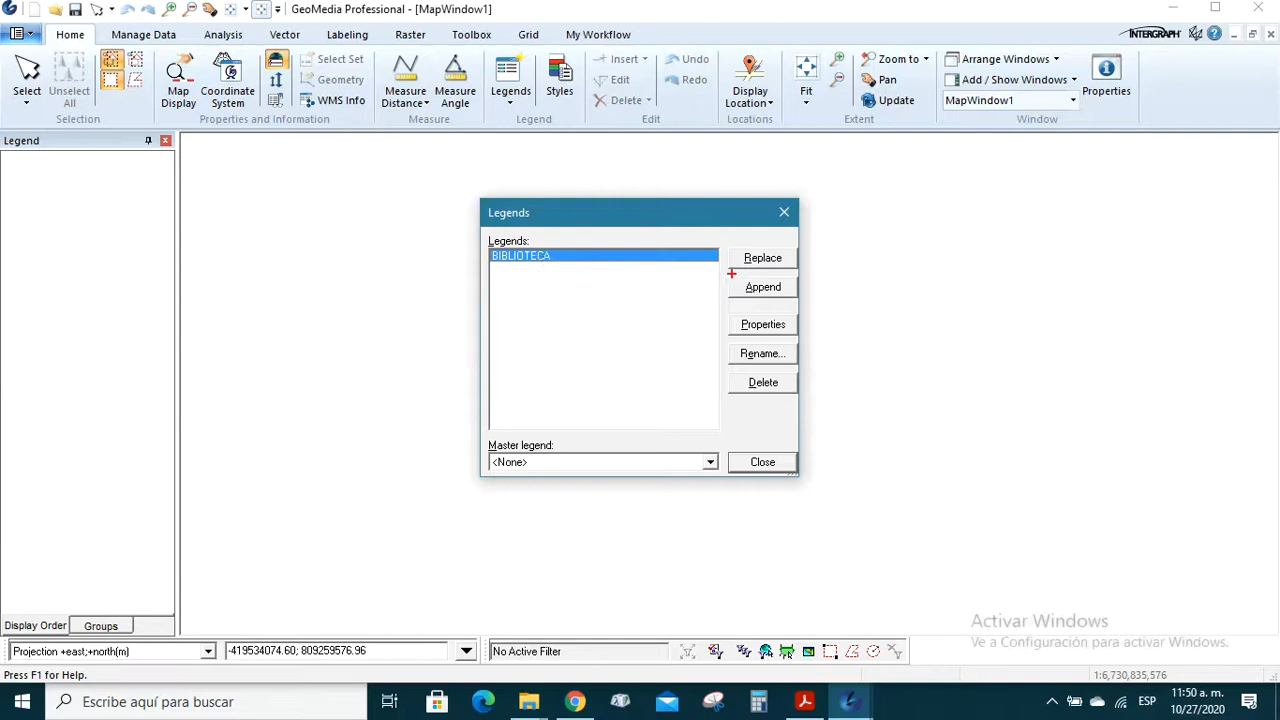 GeoMedia Professional - [MapWindow1]
Home Manage Data Analysis Vector Labeling Raster Toolbox Grid My Workflow INTERGRAPH
Select
Unselect All
Selection
Map Display
Coordinate System
Select Set
Geometry
WMS Info
Properties and Information
Measure Distance
Measure Angle
Measure
Legends
Styles
Legend
Insert
Edit
Delete
Undo
Redo
Edit
Display Location
Locations
Fit
Zoom to
Pan
Update
Extent
Arrange Windows
Add / Show Windows
MapWindow1
Window
Properties
Legend
Legends
Legends:
BIBLIOTECA
Replace
Append
Properties
Rename...
Delete
Master legend:
<None>
Close
Activar Windows
Ve a Configuración para activar Windows.
Display Order Groups
Projection +east;+north(m) -419534074.60; 809259576.96 No Active Filter
Press F1 for Help. 1:6,730,835,576
Escribe aquí para buscar
ESP
11:50 a. m.
10/27/2020